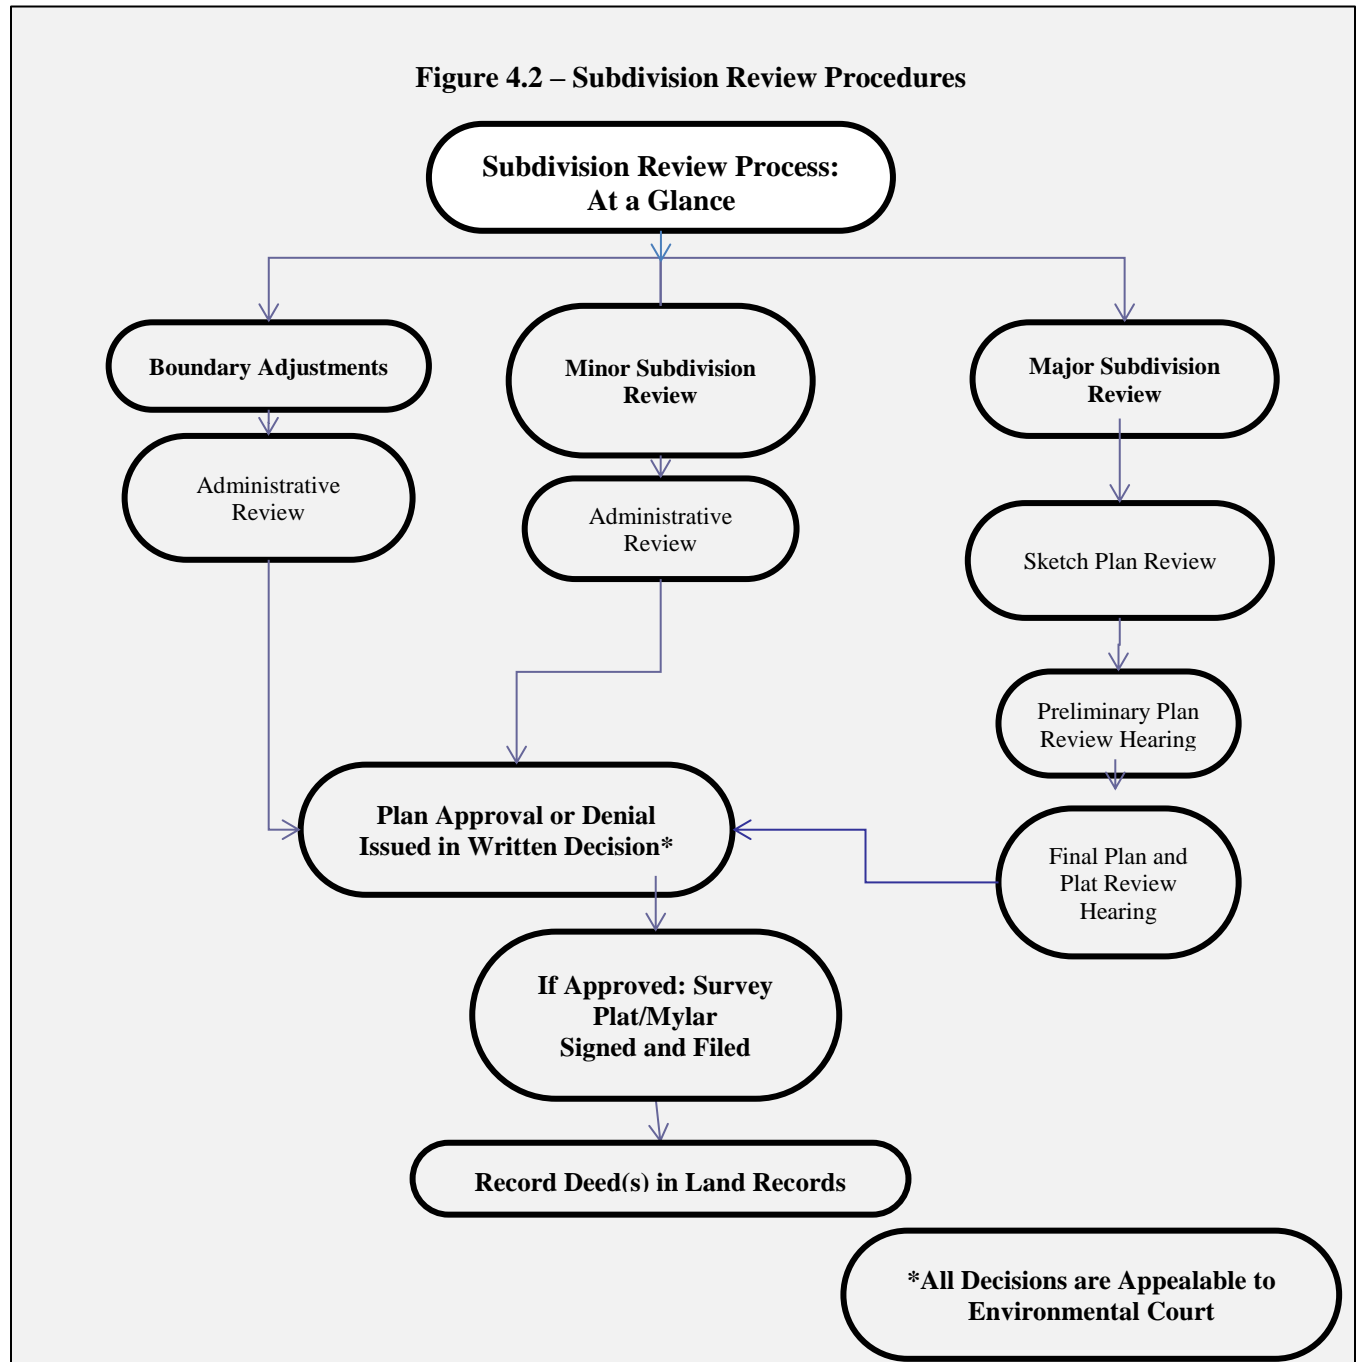 Figure 4.2 – Subdivision Review Procedures
Subdivision Review Process:
At a Glance
Boundary Adjustments
Minor Subdivision
Review
Major Subdivision
Review
Administrative
Review
Administrative
Review
Sketch Plan Review
Preliminary Plan
Review Hearing
Plan Approval or Denial
Issued in Written Decision*
Final Plan and
Plat Review
Hearing
If Approved: Survey
Plat/Mylar
Signed and Filed
Record Deed(s) in Land Records
*All Decisions are Appealable to
Environmental Court